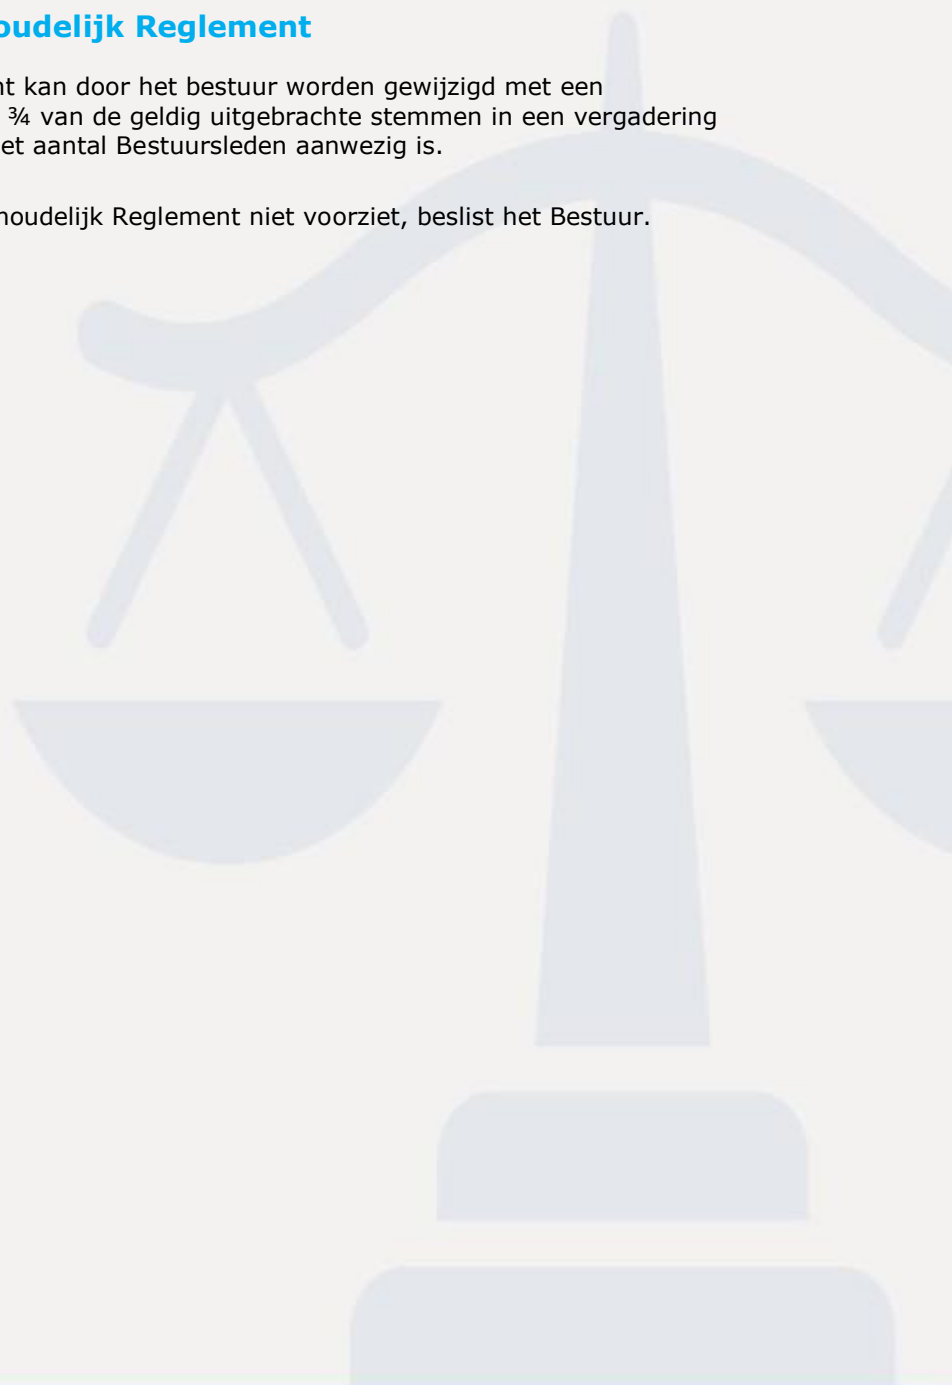 oudelijk Reglement
nt kan door het bestuur worden gewijzigd met een
¾ van de geldig uitgebrachte stemmen in een vergadering
et aantal Bestuursleden aanwezig is.
houdelijk Reglement niet voorziet, beslist het Bestuur.